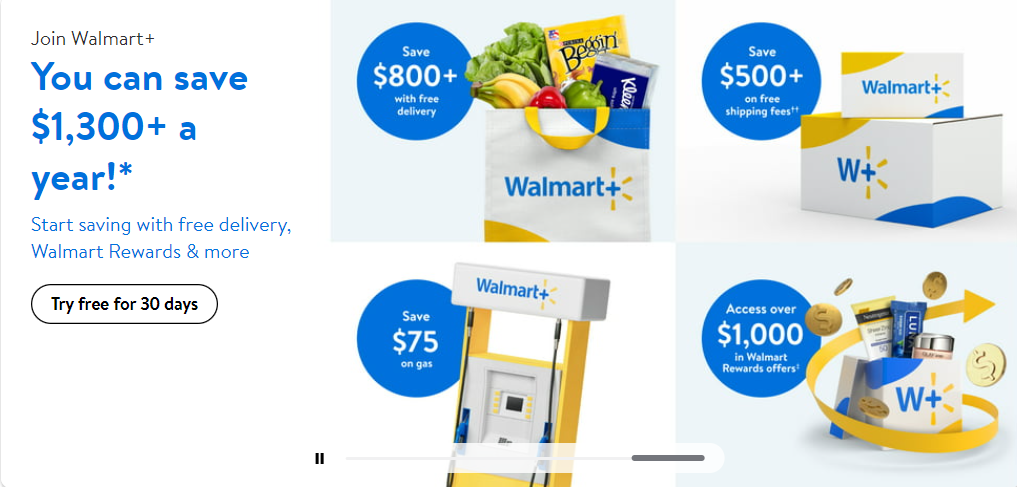 Join Walmart+
You can save
$1,300+ a
year!*
Start saving with free delivery,
Walmart Rewards & more
Try free for 30 days
Save
$800+
with free
delivery
PURINA
Beggin'
Walmart+
Save
$500+
on free
shipping fees††
Walmart+
W+
Save
$75
on gas
Walmart+
Access over
$1,000
in Walmart
Rewards offers‡
Neutrogena
OLAY
W+